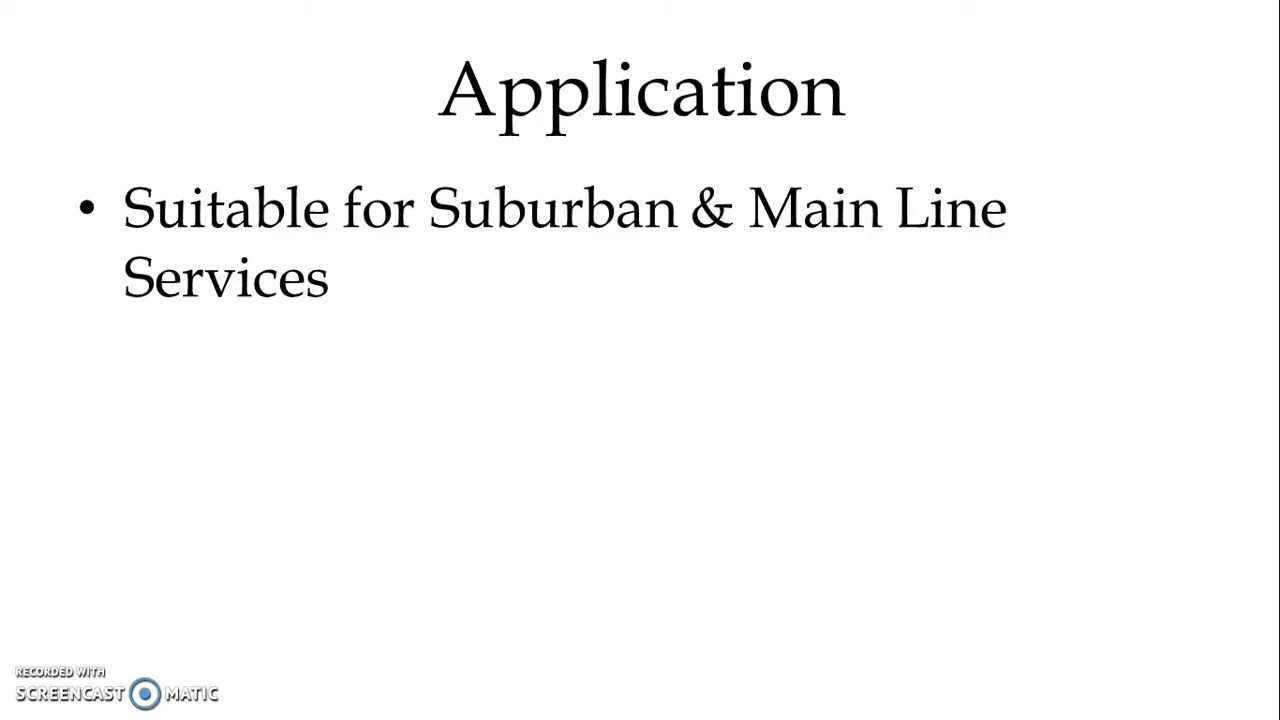 Application
• Suitable for Suburban & Main Line
Services
RECORDED WITH
SCREENCAST MATIC